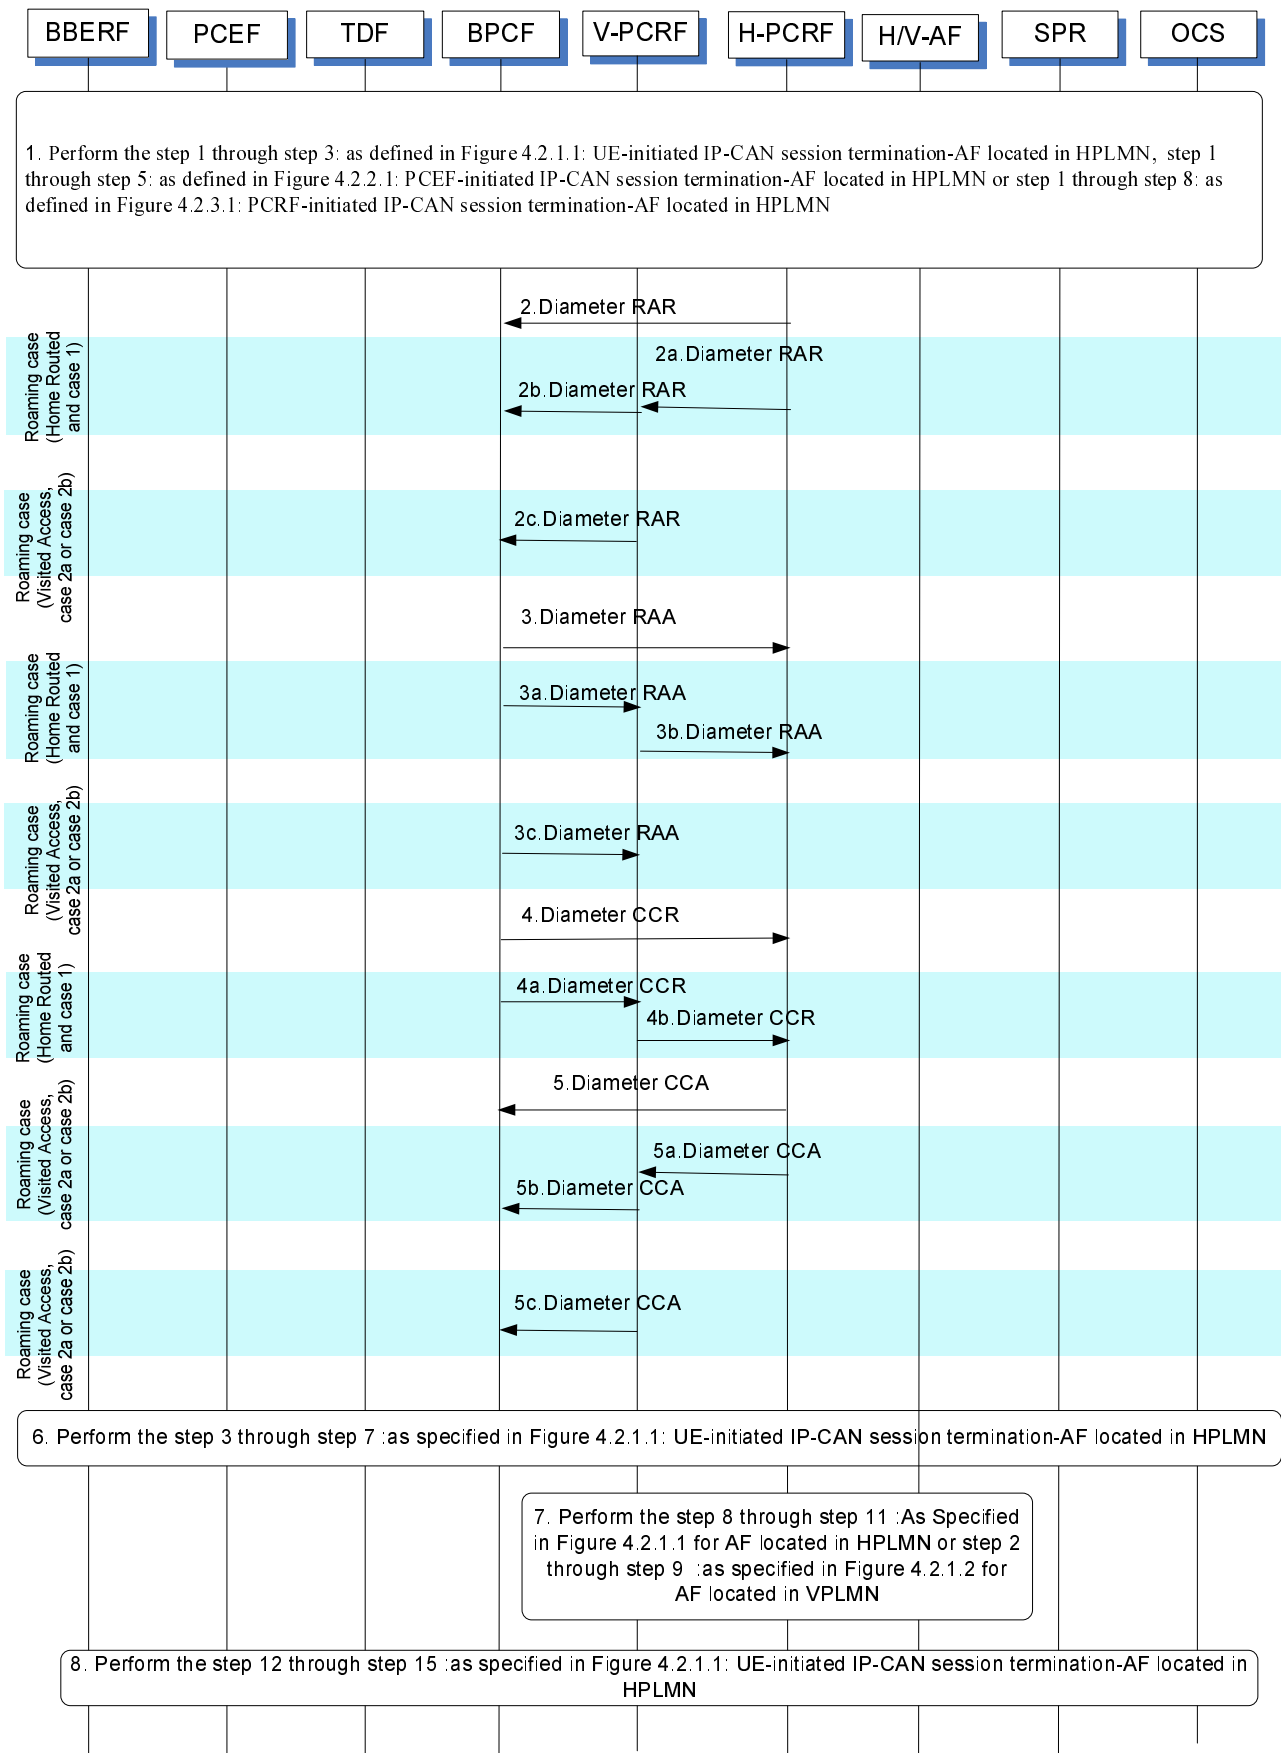 BBERF
PCEF
TDF
BPCF
V-PCRF
H-PCRF
H/V-AF
SPR
OCS
1. Perform the step 1 through step 3: as defined in Figure 4.2.1.1: UE-initiated IP-CAN session termination-AF located in HPLMN, step 1
through step 5: as defined in Figure 4.2.2.1: PCEF-initiated IP-CAN session termination-AF located in HPLMN or step 1 through step 8: as
defined in Figure 4.2.3.1: PCRF-initiated IP-CAN session termination-AF located in HPLMN
2.Diameter RAR
Roaming case
(Home Routed
and case 1)
2a.Diameter RAR
2b.Diameter RAR
Roaming case
(Visited Access,
case 2a or case 2b)
2c.Diameter RAR
3.Diameter RAA
Roaming case
(Home Routed
and case 1)
3a.Diameter RAA
3b.Diameter RAA
Roaming case
(Visited Access,
case 2a or case 2b)
3c.Diameter RAA
4.Diameter CCR
Roaming case
(Home Routed
and case 1)
4a.Diameter CCR
4b.Diameter CCR
5.Diameter CCA
Roaming case
(Visited Access,
case 2a or case 2b)
5a.Diameter CCA
5b.Diameter CCA
Roaming case
(Visited Access,
case 2a or case 2b)
5c.Diameter CCA
6. Perform the step 3 through step 7 :as specified in Figure 4.2.1.1: UE-initiated IP-CAN session termination-AF located in HPLMN
7. Perform the step 8 through step 11 :As Specified
in Figure 4.2.1.1 for AF located in HPLMN or step 2
through step 9 :as specified in Figure 4.2.1.2 for
AF located in VPLMN
8. Perform the step 12 through step 15 :as specified in Figure 4.2.1.1: UE-initiated IP-CAN session termination-AF located in
HPLMN